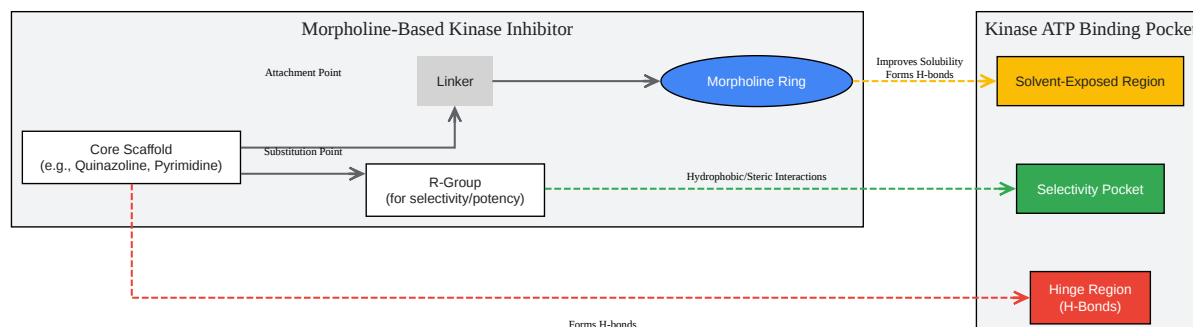 Morpholine-Based Kinase Inhibitor
Kinase ATP Binding Pocket
Attachment Point
Linker
Morpholine Ring
Improves Solubility
Forms H-bonds
Solvent-Exposed Region
Core Scaffold
(e.g., Quinazoline, Pyrimidine)
Substitution Point
R-Group
(for selectivity/potency)
Hydrophobic/Steric Interactions
Selectivity Pocket
Hinge Region
(H-Bonds)
Forms H-bonds